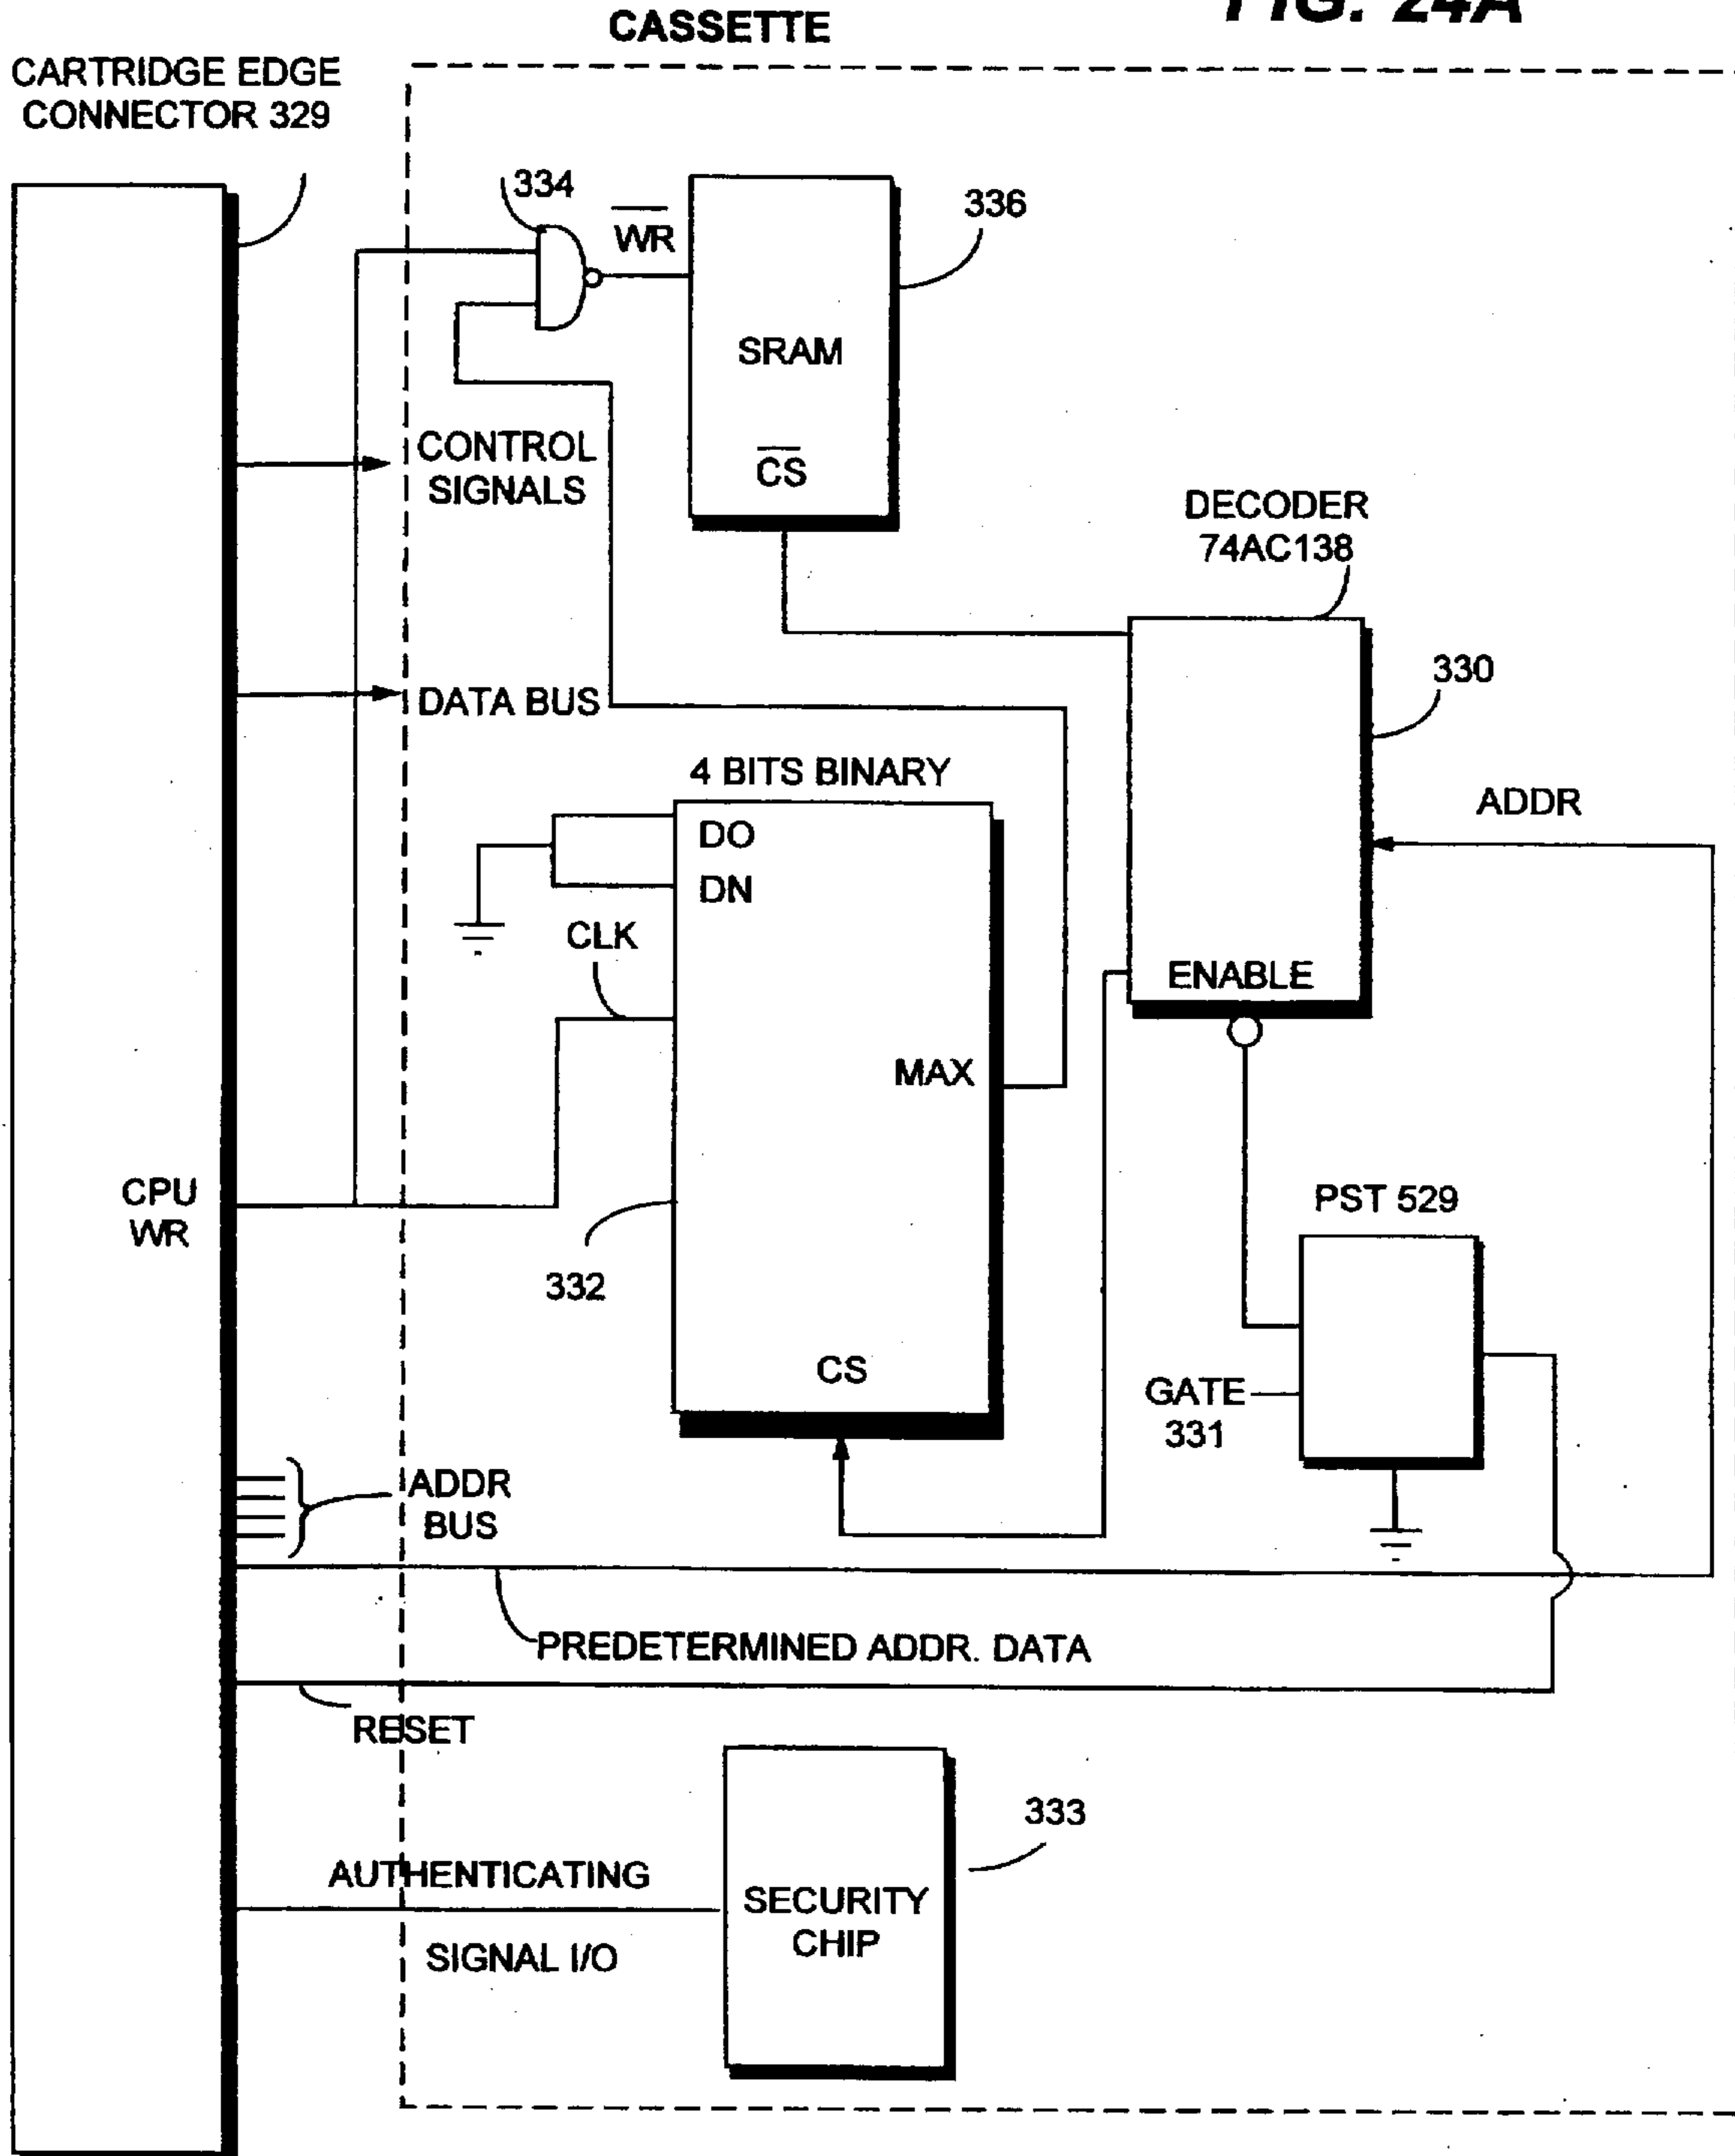 FIG. 24A
CASSETTE
CARTRIDGE EDGE
CONNECTOR 329
334
WR
336
SRAM
CS
CONTROL
SIGNALS
DECODER
74AC138
330
DATA BUS
4 BITS BINARY
ADDR
DO
DN
CLK
ENABLE
MAX
CPU
WR
PST 529
332
CS
GATE
331
ADDR
BUS
PREDETERMINED ADDR. DATA
RESET
333
AUTHENTICATING
SIGNAL I/O
SECURITY
CHIP